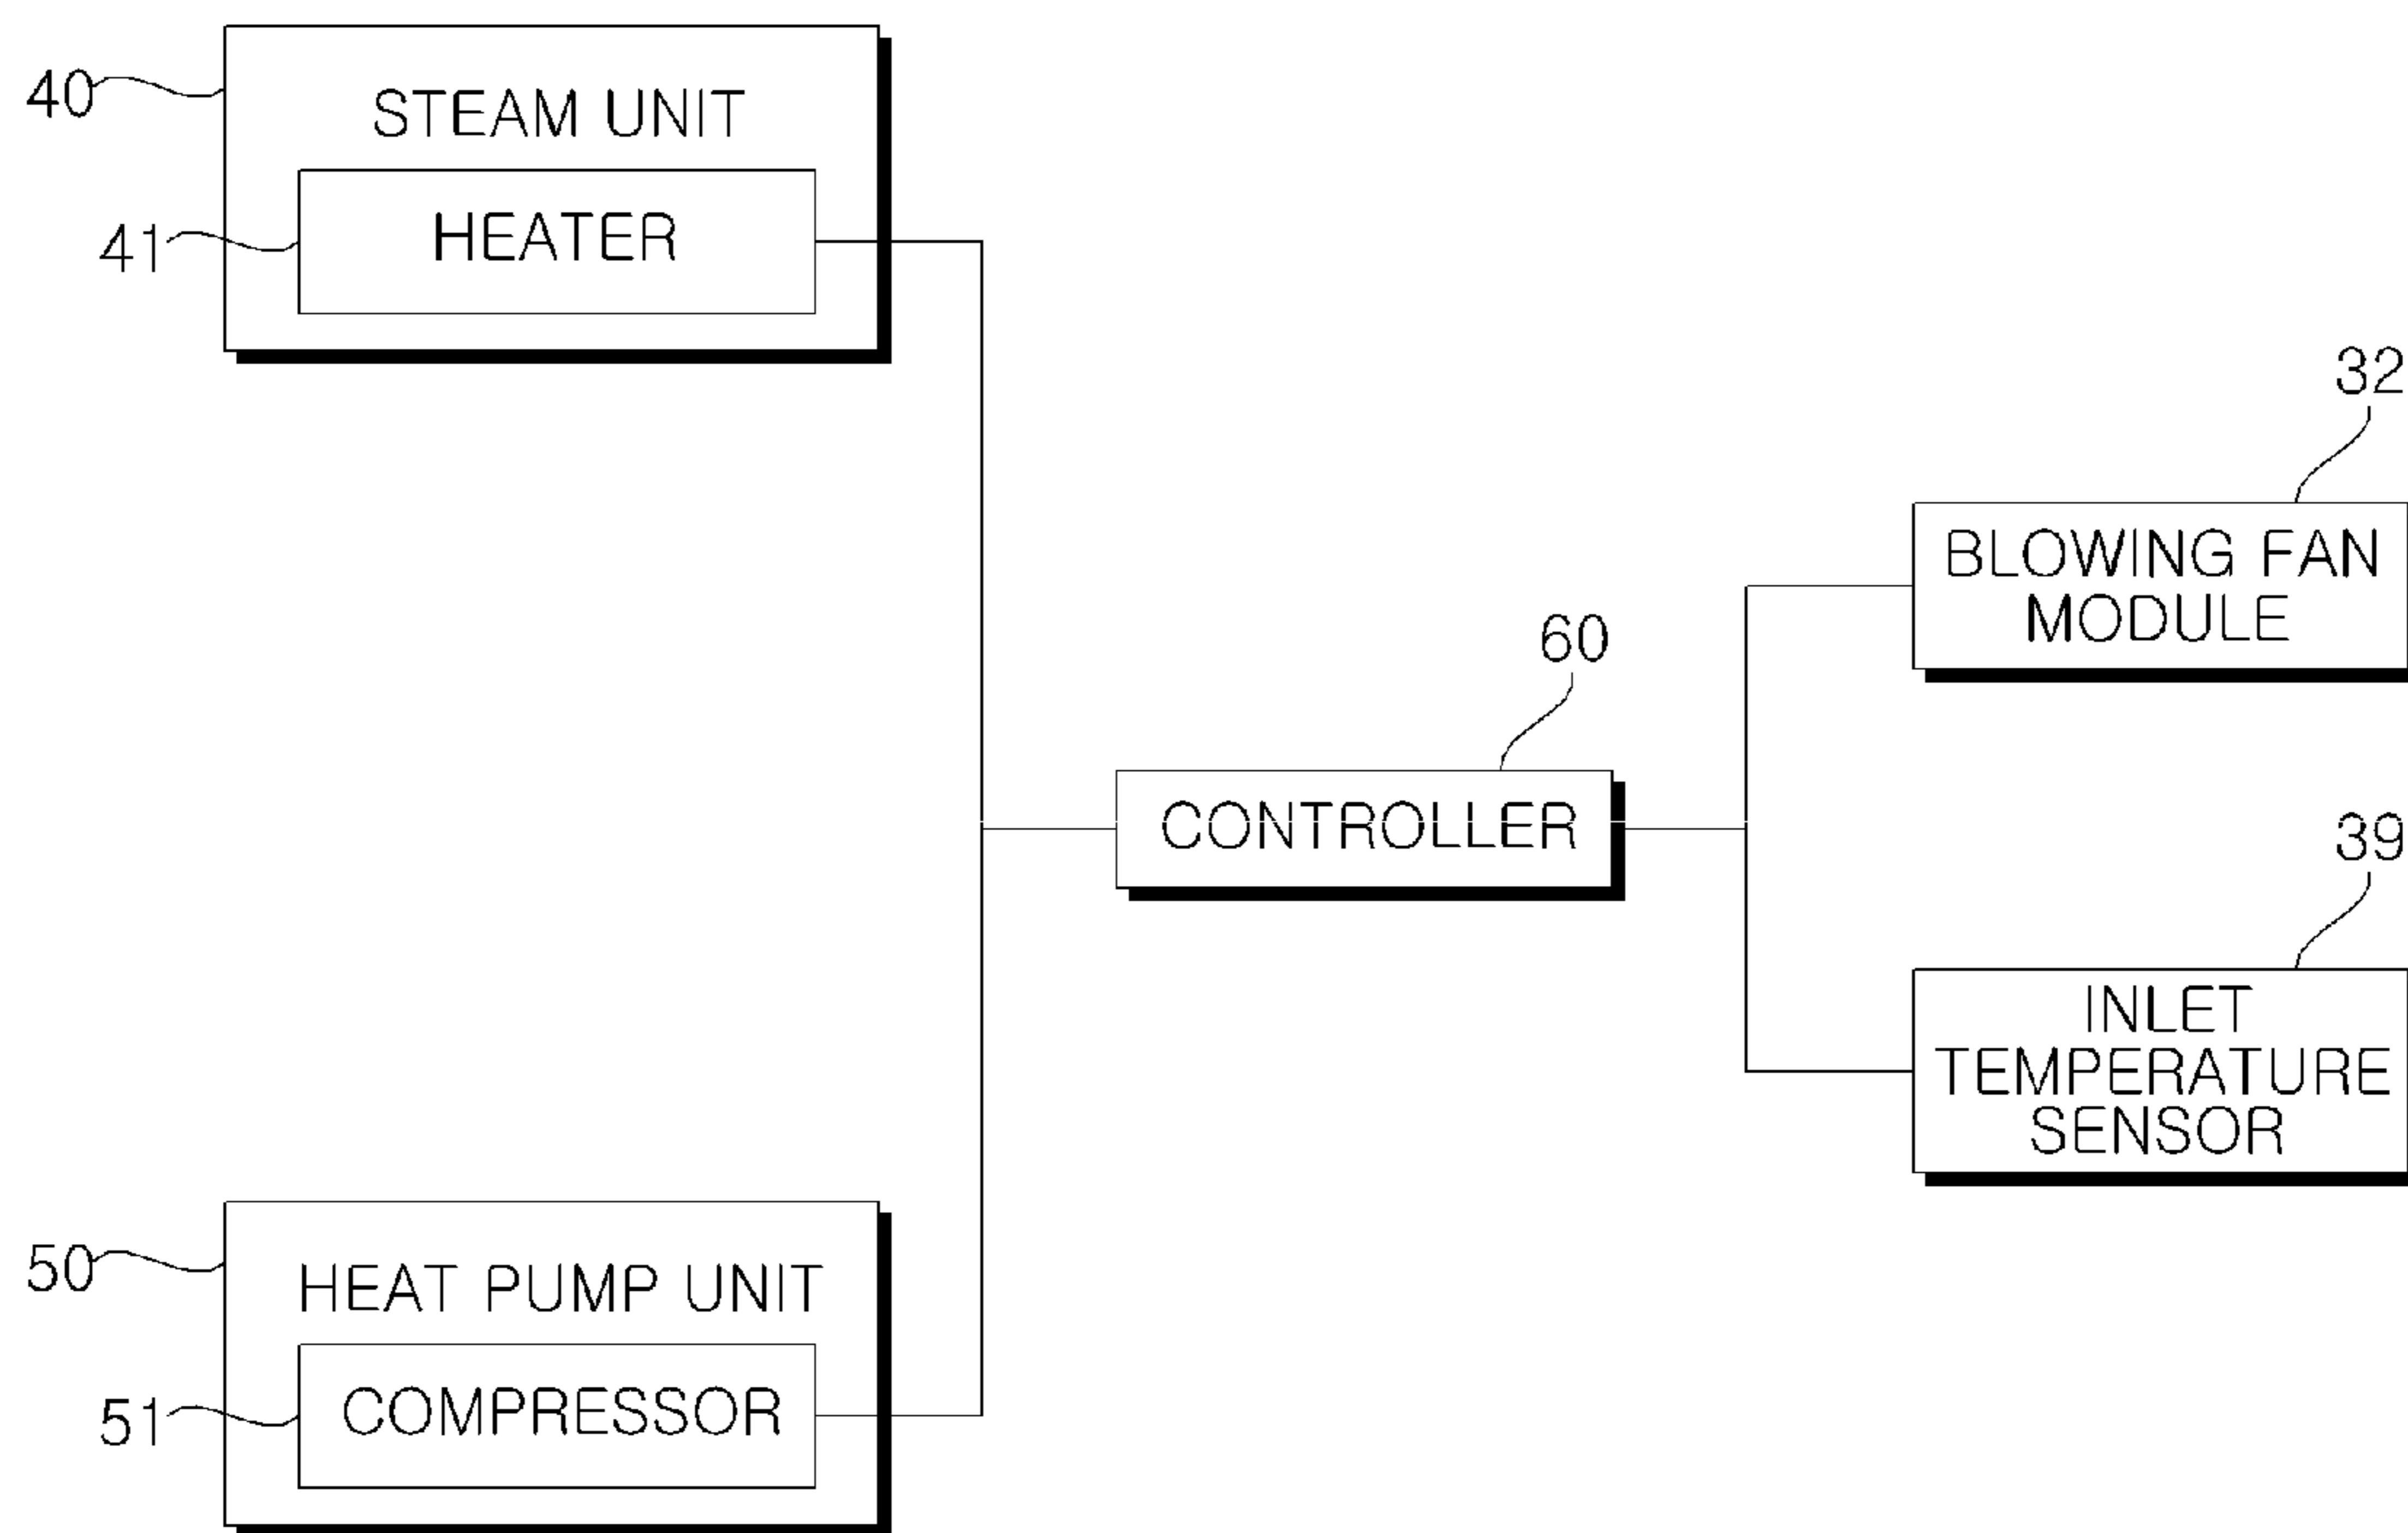 40
STEAM UNIT
41
HEATER
32
BLOWING FAN
MODULE
60
CONTROLLER
39
INLET
TEMPERATURE
SENSOR
50
HEAT PUMP UNIT
51
COMPRESSOR